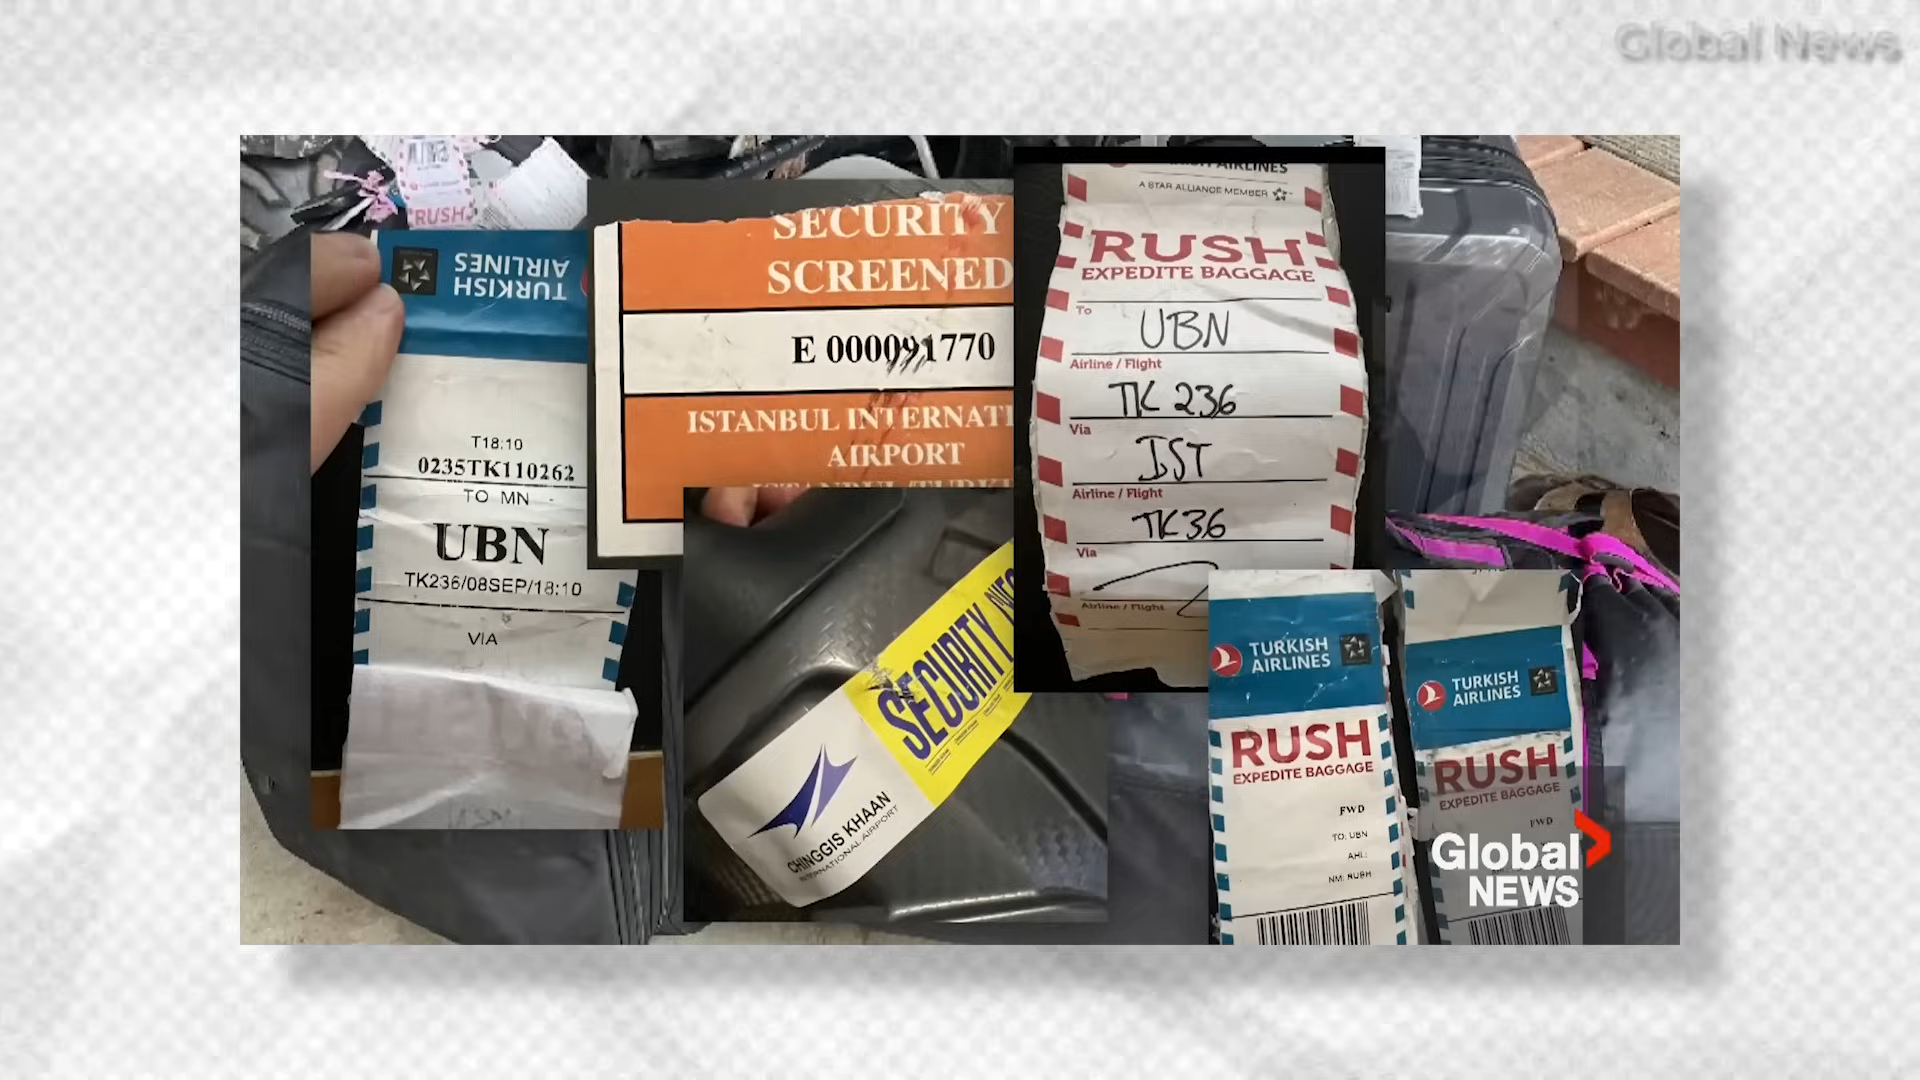 Global News
RUSH
TURKISH
AIRLINES
T18:10
0235TK110262
TO MN
UBN
TK236/08SEP/18:10
VIA
SECURITY
SCREENED
E 000091770
ISTANBUL INTERNATI
AIRPORT
AIRLINES
A STAR ALLIANCE MEMBER
RUSH
EXPEDITE BAGGAGE
To
UBN
Airline / Flight
TK 236
Via
IST
Airline / Flight
TK36
Via
Airline / Flight
SECURITY
CHINGGIS KHAAN
INTERNATIONAL AIRPORT
TURKISH
AIRLINES
RUSH
EXPEDITE BAGGAGE
FWD
TO: UBN
AHL:
NM: RUSH
TURKISH
AIRLINES
RUSH
EXPEDITE BAGGAGE
FWD
Global
NEWS